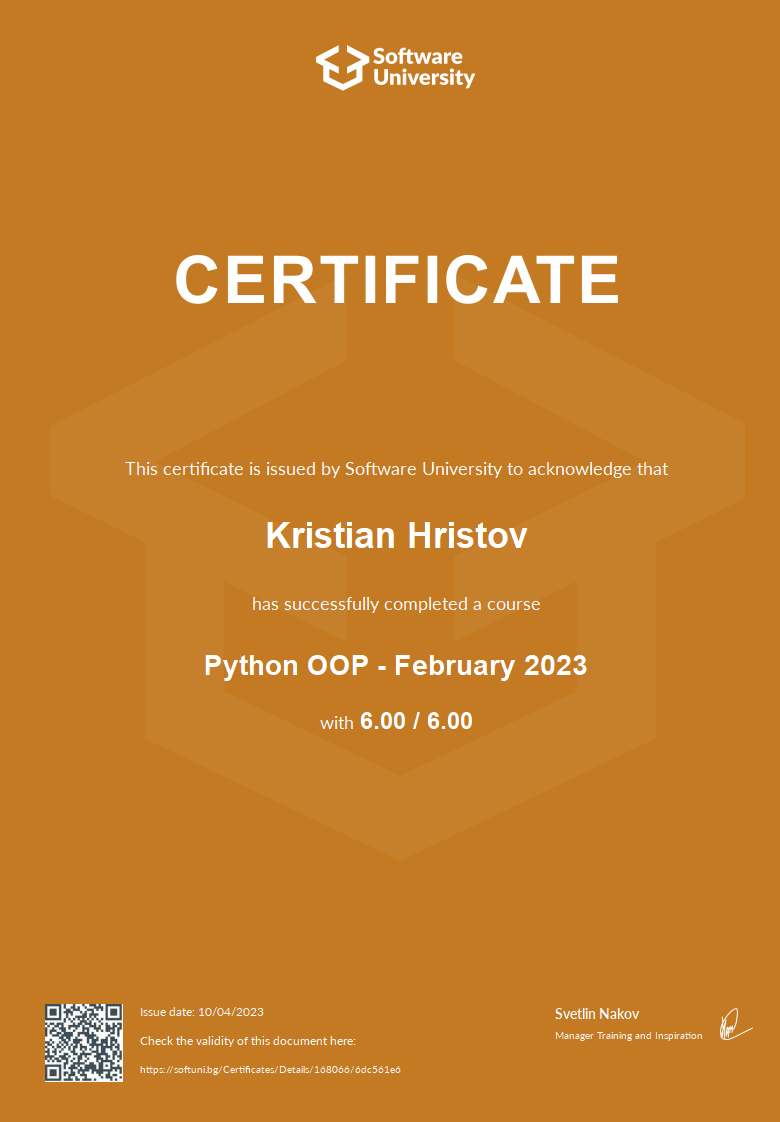 Software
University
CERTIFICATE
This certificate is issued by Software University to acknowledge that
Kristian Hristov
has successfully completed a course
Python OOP - February 2023
with 6.00 / 6.00
Issue date: 10/04/2023
Check the validity of this document here:
https://softuni.bg/Certificates/Details/168066/6dc561e6
Svetlin Nakov
Manager Training and Inspiration